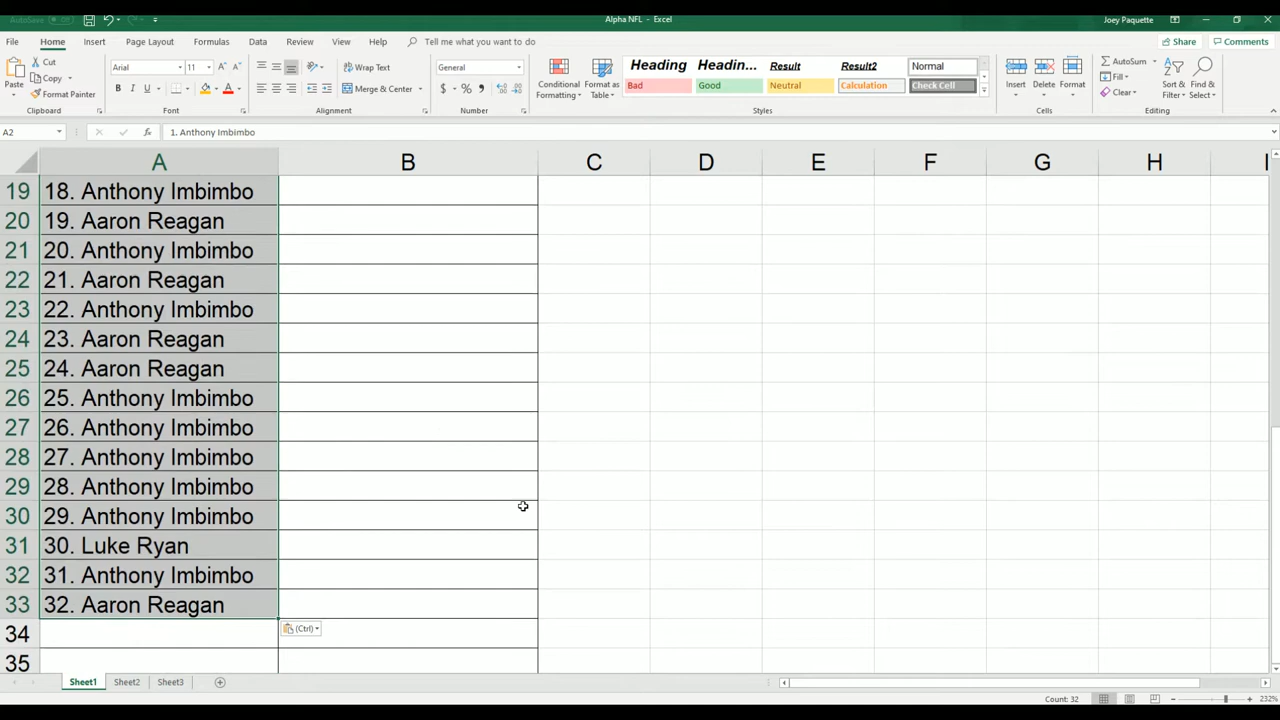 AutoSave Off Alpha NFL - Excel Joey Paquette
File Home Insert Page Layout Formulas Data Review View Help Tell me what you want to do Share Comments
Paste Cut Copy Format Painter Clipboard
Arial 11 A A B I U A Font
Wrap Text Merge & Center Alignment
General $ % , Number
Conditional Formatting Format as Table Heading Headin... Result Result2 Normal
Bad Good Neutral Calculation Check Cell Styles
Insert Delete Format Cells
AutoSum Fill Clear Sort & Filter Find & Select Editing
A2 fx 1. Anthony Imbimbo
A B C D E F G H I
19 18. Anthony Imbimbo
20 19. Aaron Reagan
21 20. Anthony Imbimbo
22 21. Aaron Reagan
23 22. Anthony Imbimbo
24 23. Aaron Reagan
25 24. Aaron Reagan
26 25. Anthony Imbimbo
27 26. Anthony Imbimbo
28 27. Anthony Imbimbo
29 28. Anthony Imbimbo
30 29. Anthony Imbimbo
31 30. Luke Ryan
32 31. Anthony Imbimbo
33 32. Aaron Reagan
34 (Ctrl)
35
Sheet1 Sheet2 Sheet3
Count: 32 232%